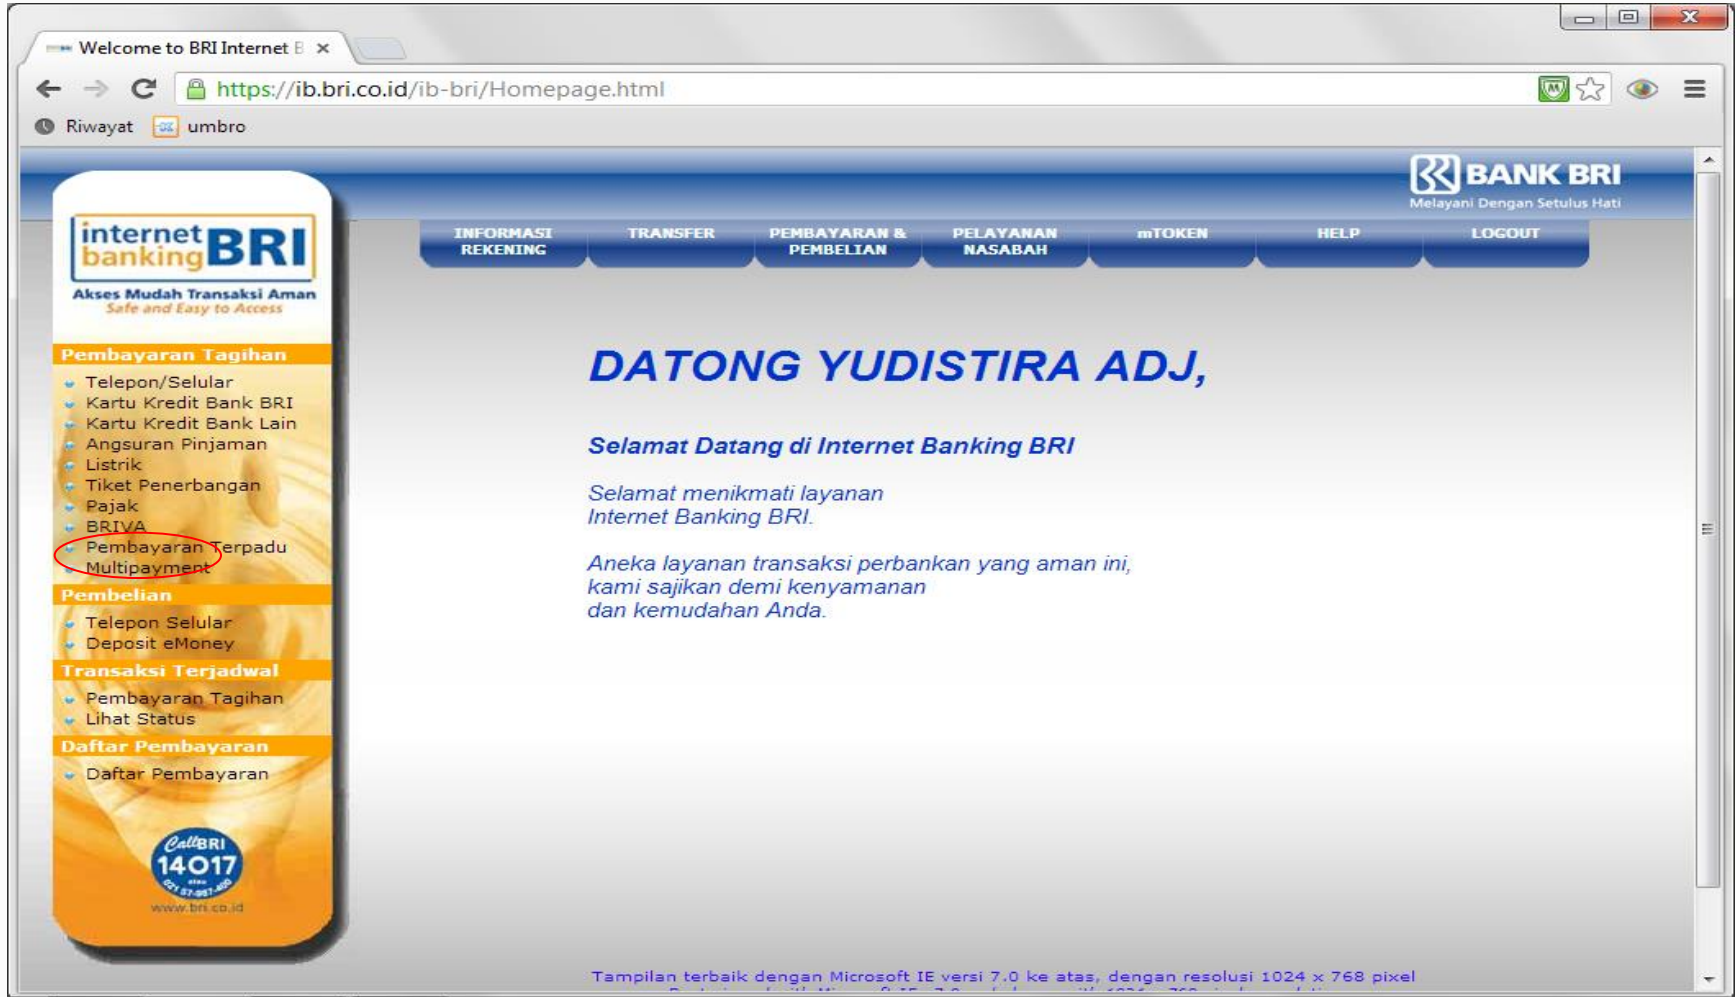 Welcome to BRI Internet B
https://ib.bri.co.id/ib-bri/Homepage.html
Riwayat umbro
BANK BRI
Melayani Dengan Setulus Hati
internet banking BRI
Akses Mudah Transaksi Aman
Safe and Easy to Access
INFORMASI REKENING
TRANSFER
PEMBAYARAN & PEMBELIAN
PELAYANAN NASABAH
mTOKEN
HELP
LOGOUT
Pembayaran Tagihan
Telepon/Selular
Kartu Kredit Bank BRI
Kartu Kredit Bank Lain
Angsuran Pinjaman
Listrik
Tiket Penerbangan
Pajak
BRIVA
Pembayaran Terpadu
Multipayment
Pembelian
Telepon Selular
Deposit eMoney
Transaksi Terjadwal
Pembayaran Tagihan
Lihat Status
Daftar Pembayaran
Daftar Pembayaran
CallBRI
14017
atau
www.bri.co.id
DATONG YUDISTIRA ADJ,
Selamat Datang di Internet Banking BRI
Selamat menikmati layanan
Internet Banking BRI.
Aneka layanan transaksi perbankan yang aman ini,
kami sajikan demi kenyamanan
dan kemudahan Anda.
Tampilan terbaik dengan Microsoft IE versi 7.0 ke atas, dengan resolusi 1024 x 768 pixel